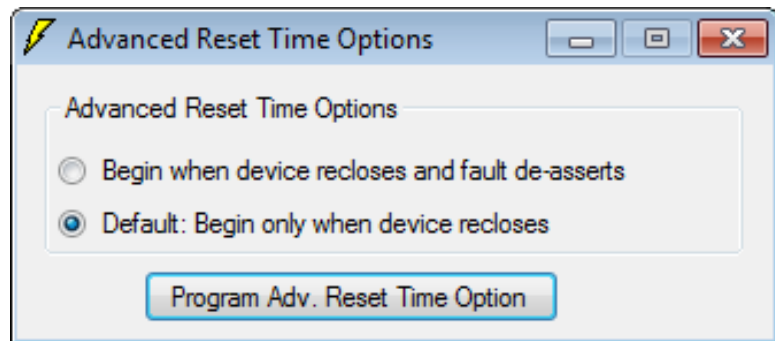 Advanced Reset Time Options
Advanced Reset Time Options
Begin when device recloses and fault de-asserts
Default: Begin only when device recloses
Program Adv. Reset Time Option